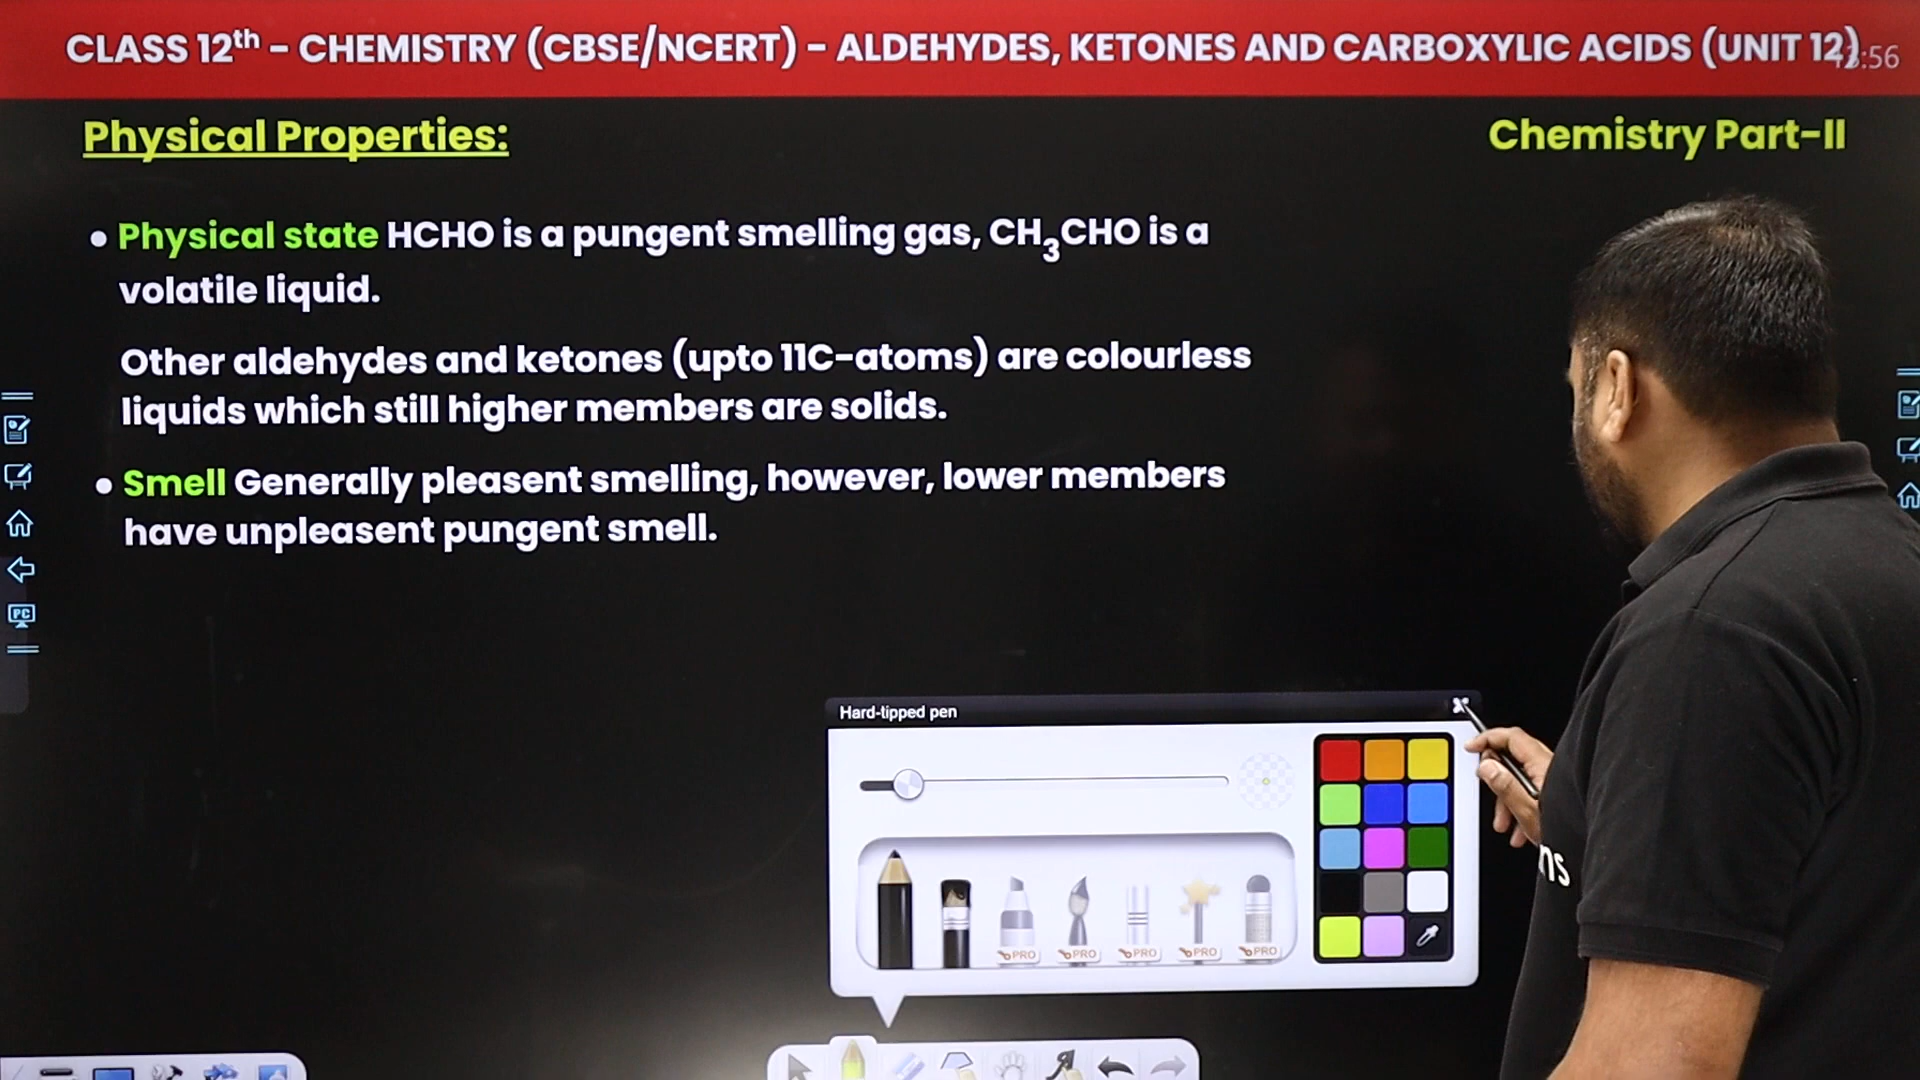 CLASS 12th - CHEMISTRY (CBSE/NCERT) - ALDEHYDES, KETONES AND CARBOXYLIC ACIDS (UNIT 12)
:56
Physical Properties:
Chemistry Part-II
• Physical state HCHO is a pungent smelling gas, CH3CHO is a
volatile liquid.
Other aldehydes and ketones (upto 11C-atoms) are colourless
liquids which still higher members are solids.
• Smell Generally pleasent smelling, however, lower members
have unpleasent pungent smell.
PC
Hard-tipped pen
PRO PRO PRO PRO PRO
ns